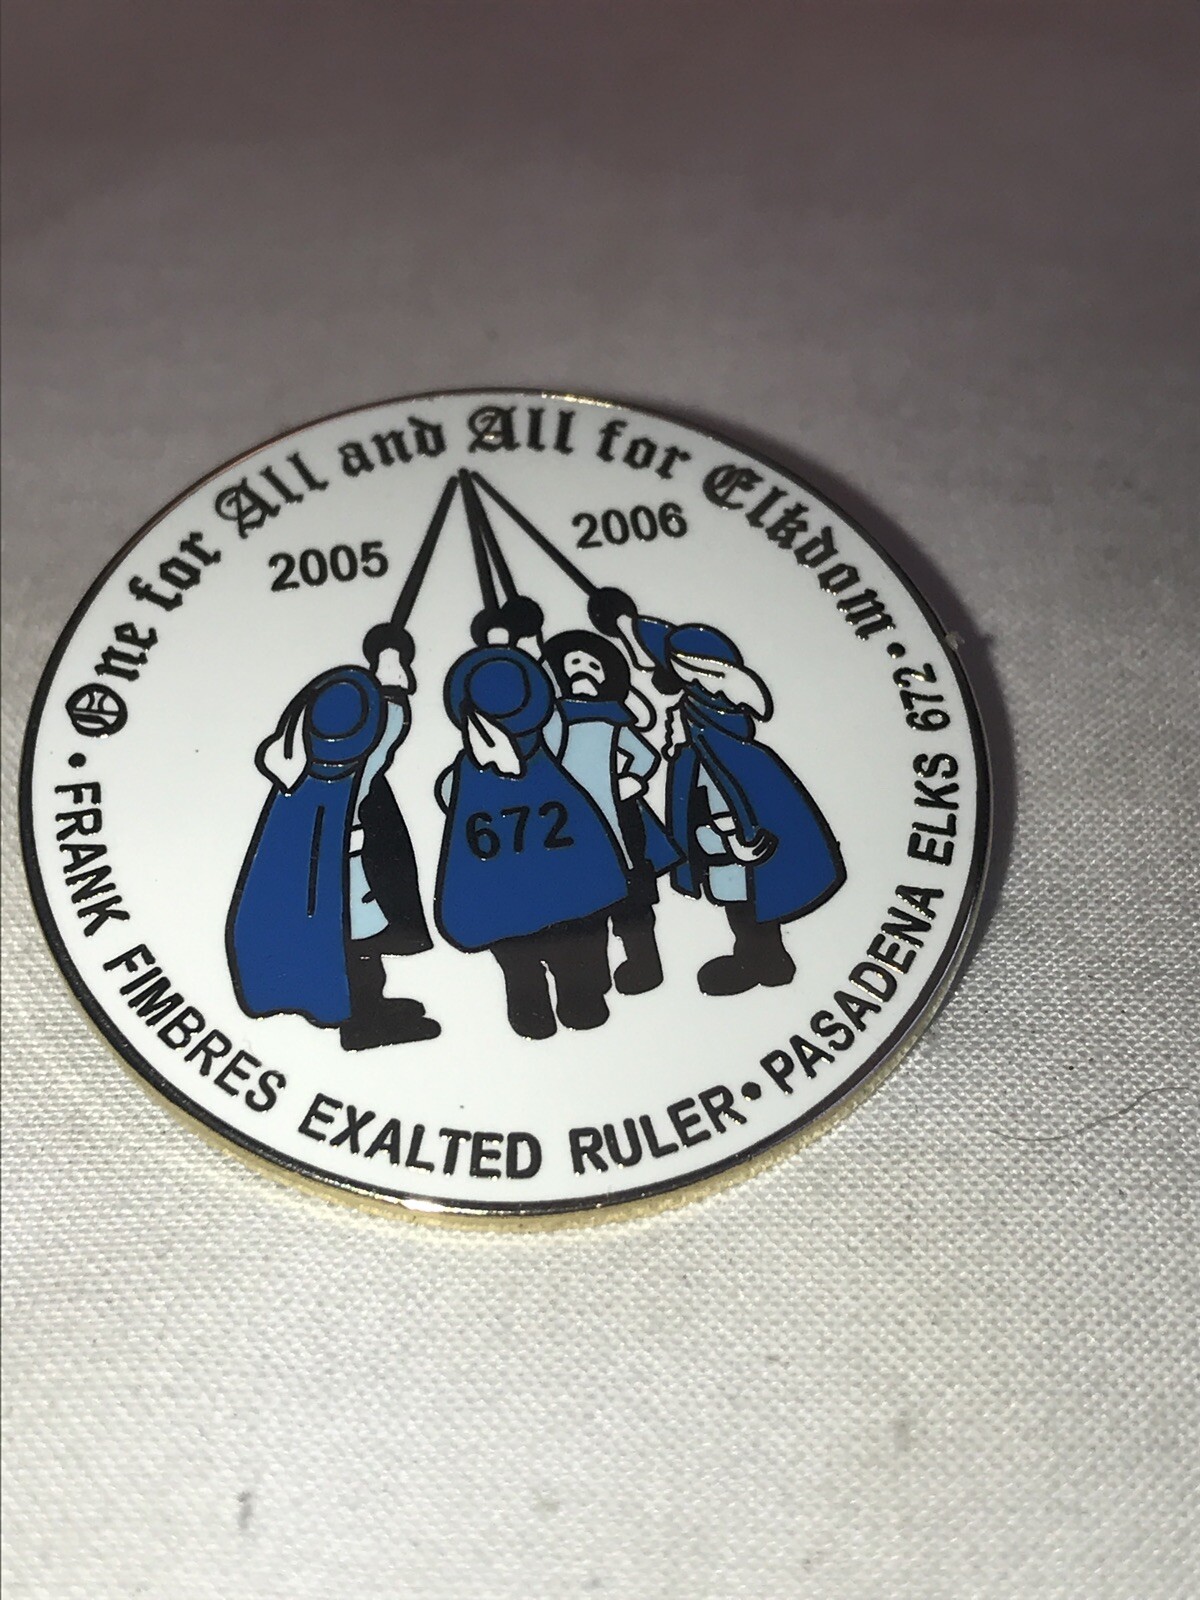 One for All and All for Elkdom
2005
2006
672
• FRANK FIMBRES EXALTED RULER • PASADENA ELKS 672 •